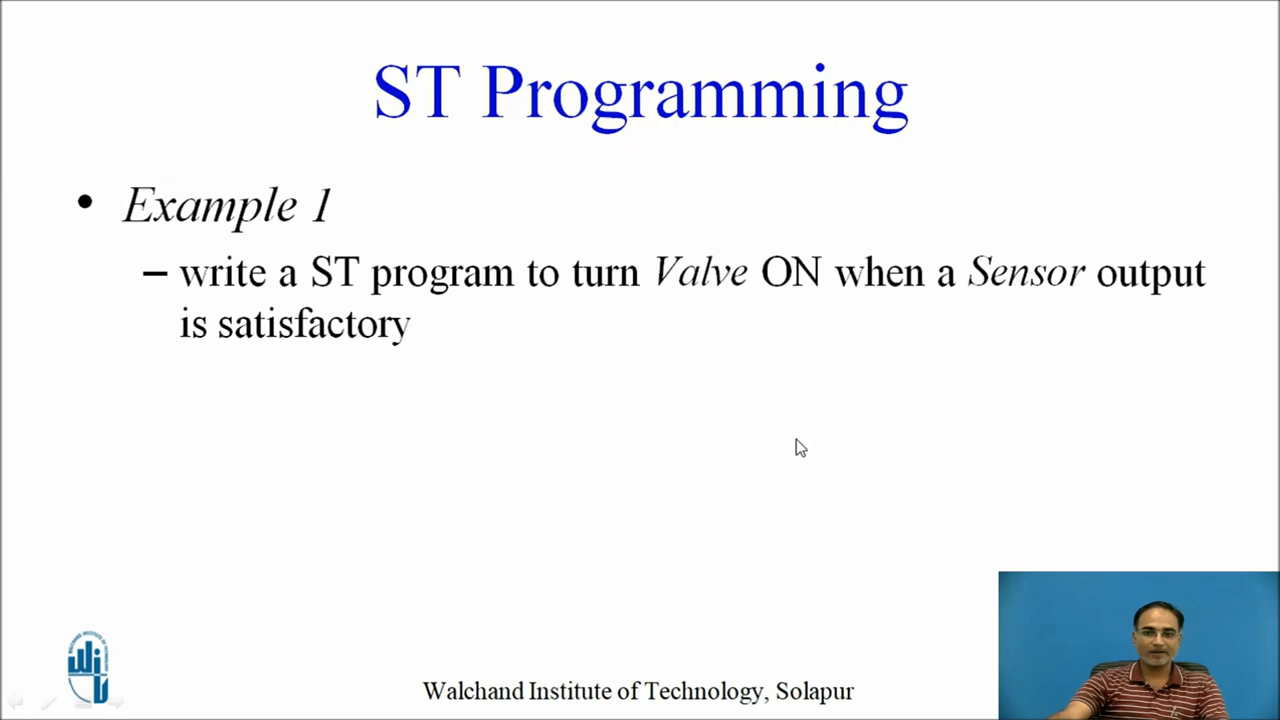 ST Programming
• Example 1
– write a ST program to turn Valve ON when a Sensor output
is satisfactory
Walchand Institute of Technology, Solapur